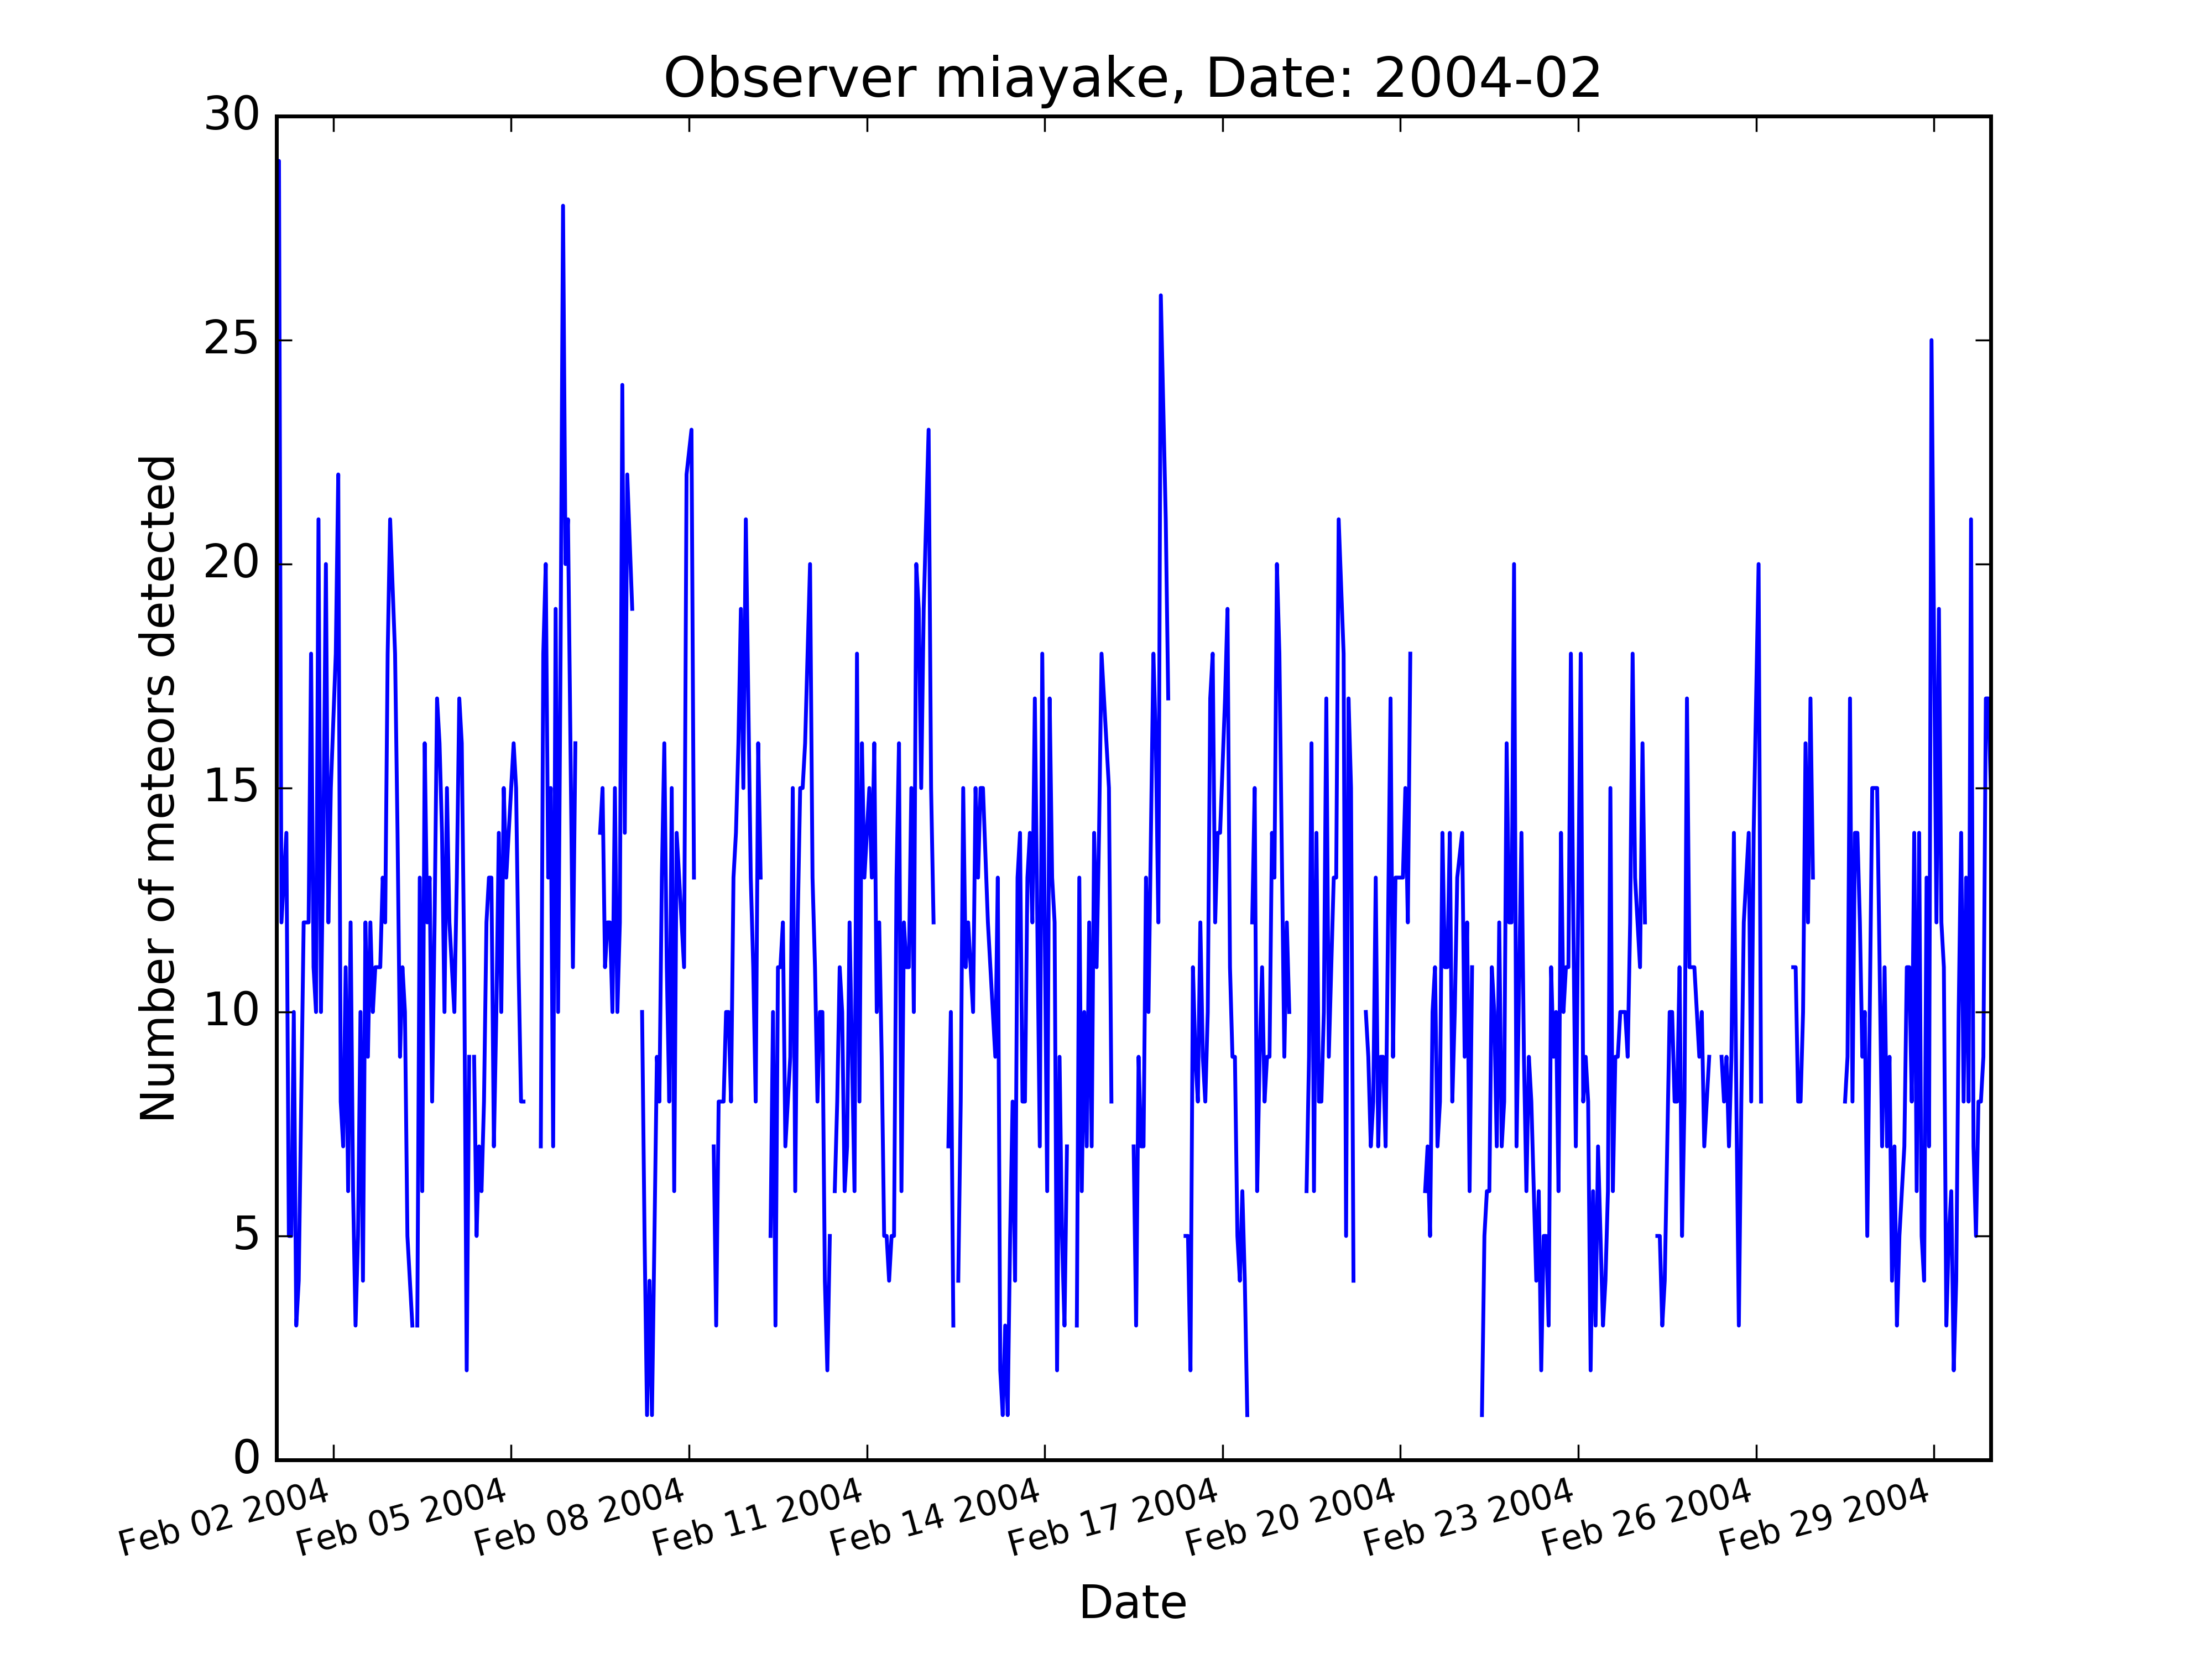 Observer miayake, Date: 2004-02
Number of meteors detected
30
25
20
15
10
5
0
Feb 02 2004
Feb 05 2004
Feb 08 2004
Feb 11 2004
Feb 14 2004
Feb 17 2004
Feb 20 2004
Feb 23 2004
Feb 26 2004
Feb 29 2004
Date